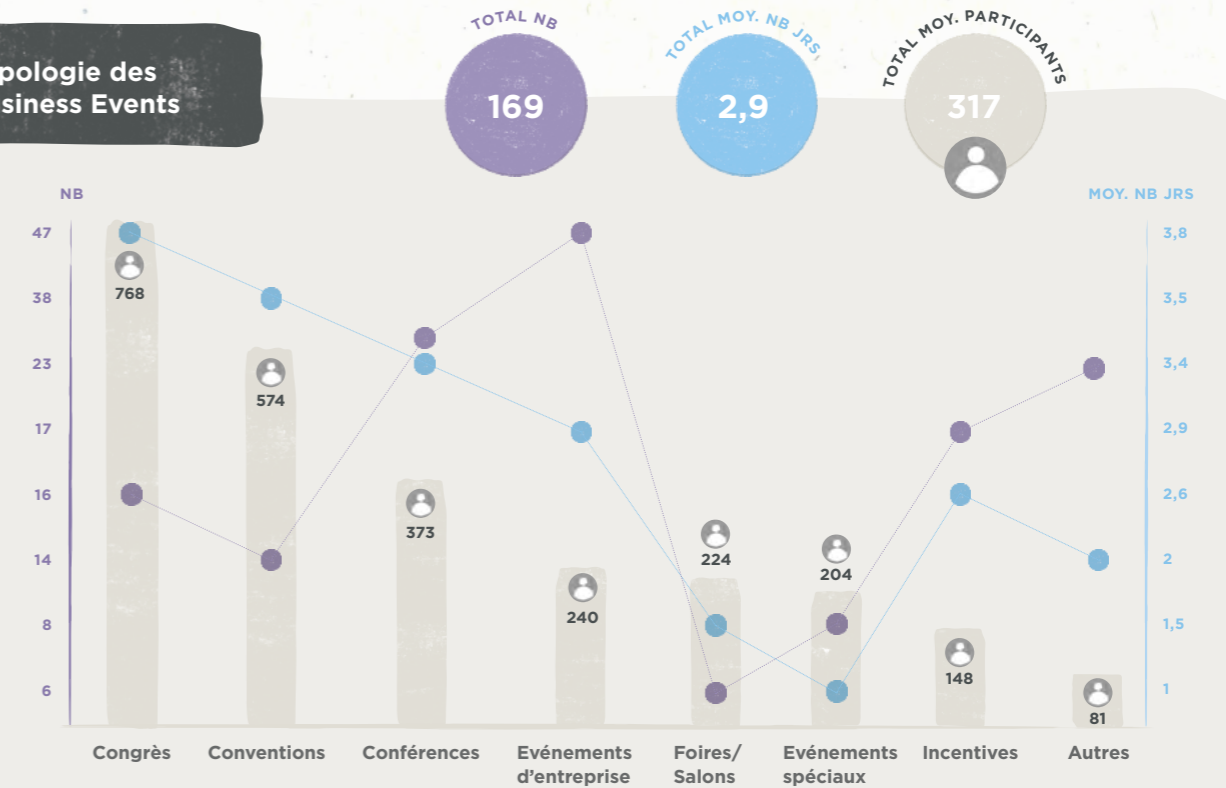 TOTAL NB
169
TOTAL MOY. NB JRS
2,9
TOTAL MOY. PARTICIPANTS
317
pologie des
siness Events
NB
MOY. NB JRS
47
38
23
17
16
14
8
6
3,8
3,5
3,4
2,9
2,6
2
1,5
1
768
574
373
240
224
204
148
81
Congrès
Conventions
Conférences
Evénements
d’entreprise
Foires/
Salons
Evénements
spéciaux
Incentives
Autres